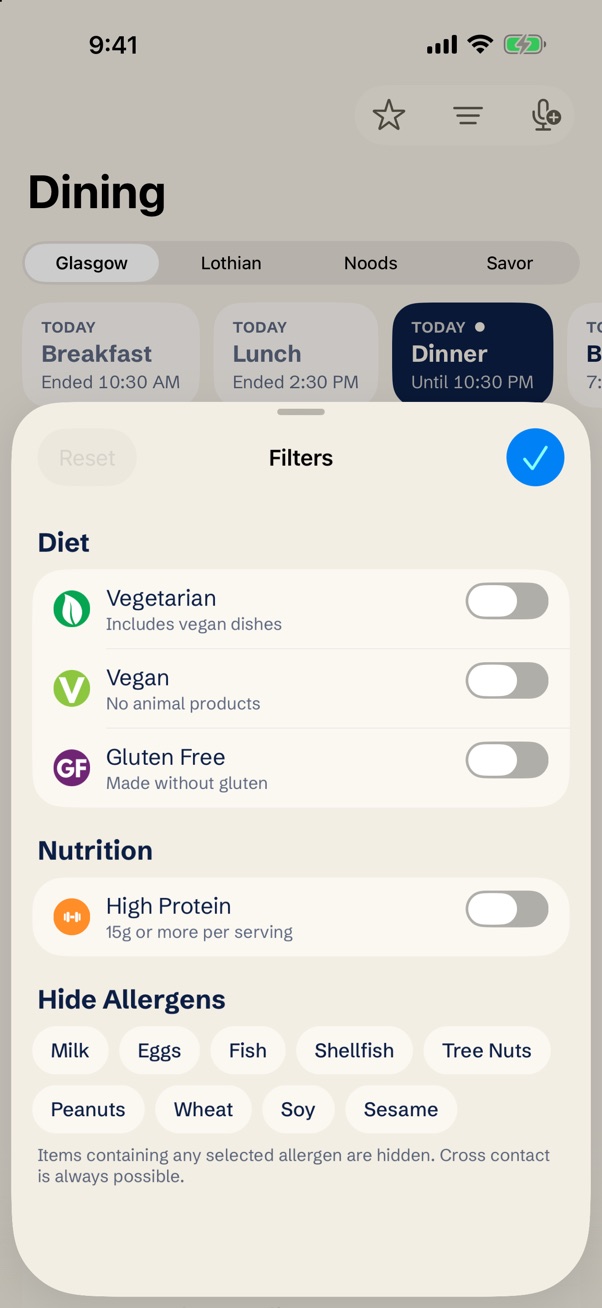 9:41
Dining
Glasgow Lothian Noods Savor
TODAY TODAY TODAY
Breakfast Lunch Dinner B
Ended 10:30 AM Ended 2:30 PM Until 10:30 PM 7:
Reset Filters
Diet
Vegetarian
Includes vegan dishes
V Vegan
No animal products
GF Gluten Free
Made without gluten
Nutrition
High Protein
15g or more per serving
Hide Allergens
Milk Eggs Fish Shellfish Tree Nuts
Peanuts Wheat Soy Sesame
Items containing any selected allergen are hidden. Cross contact
is always possible.